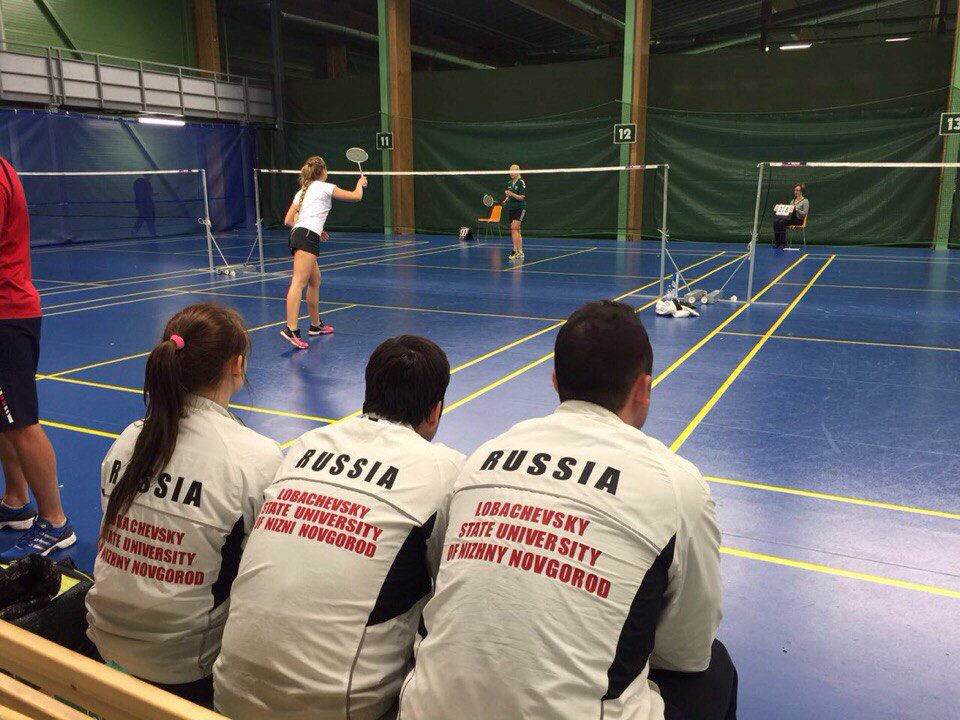 11
12
13
RUSSIA
LOBACHEVSKY
STATE UNIVERSITY
NIZHNY NOVGOROD
RUSSIA
LOBACHEVSKY
STATE UNIVERSITY
OF NIZNI NOVGOROD
RUSSIA
LOBACHEVSKY
STATE UNIVERSITY
OF NIZHNY NOVGOROD